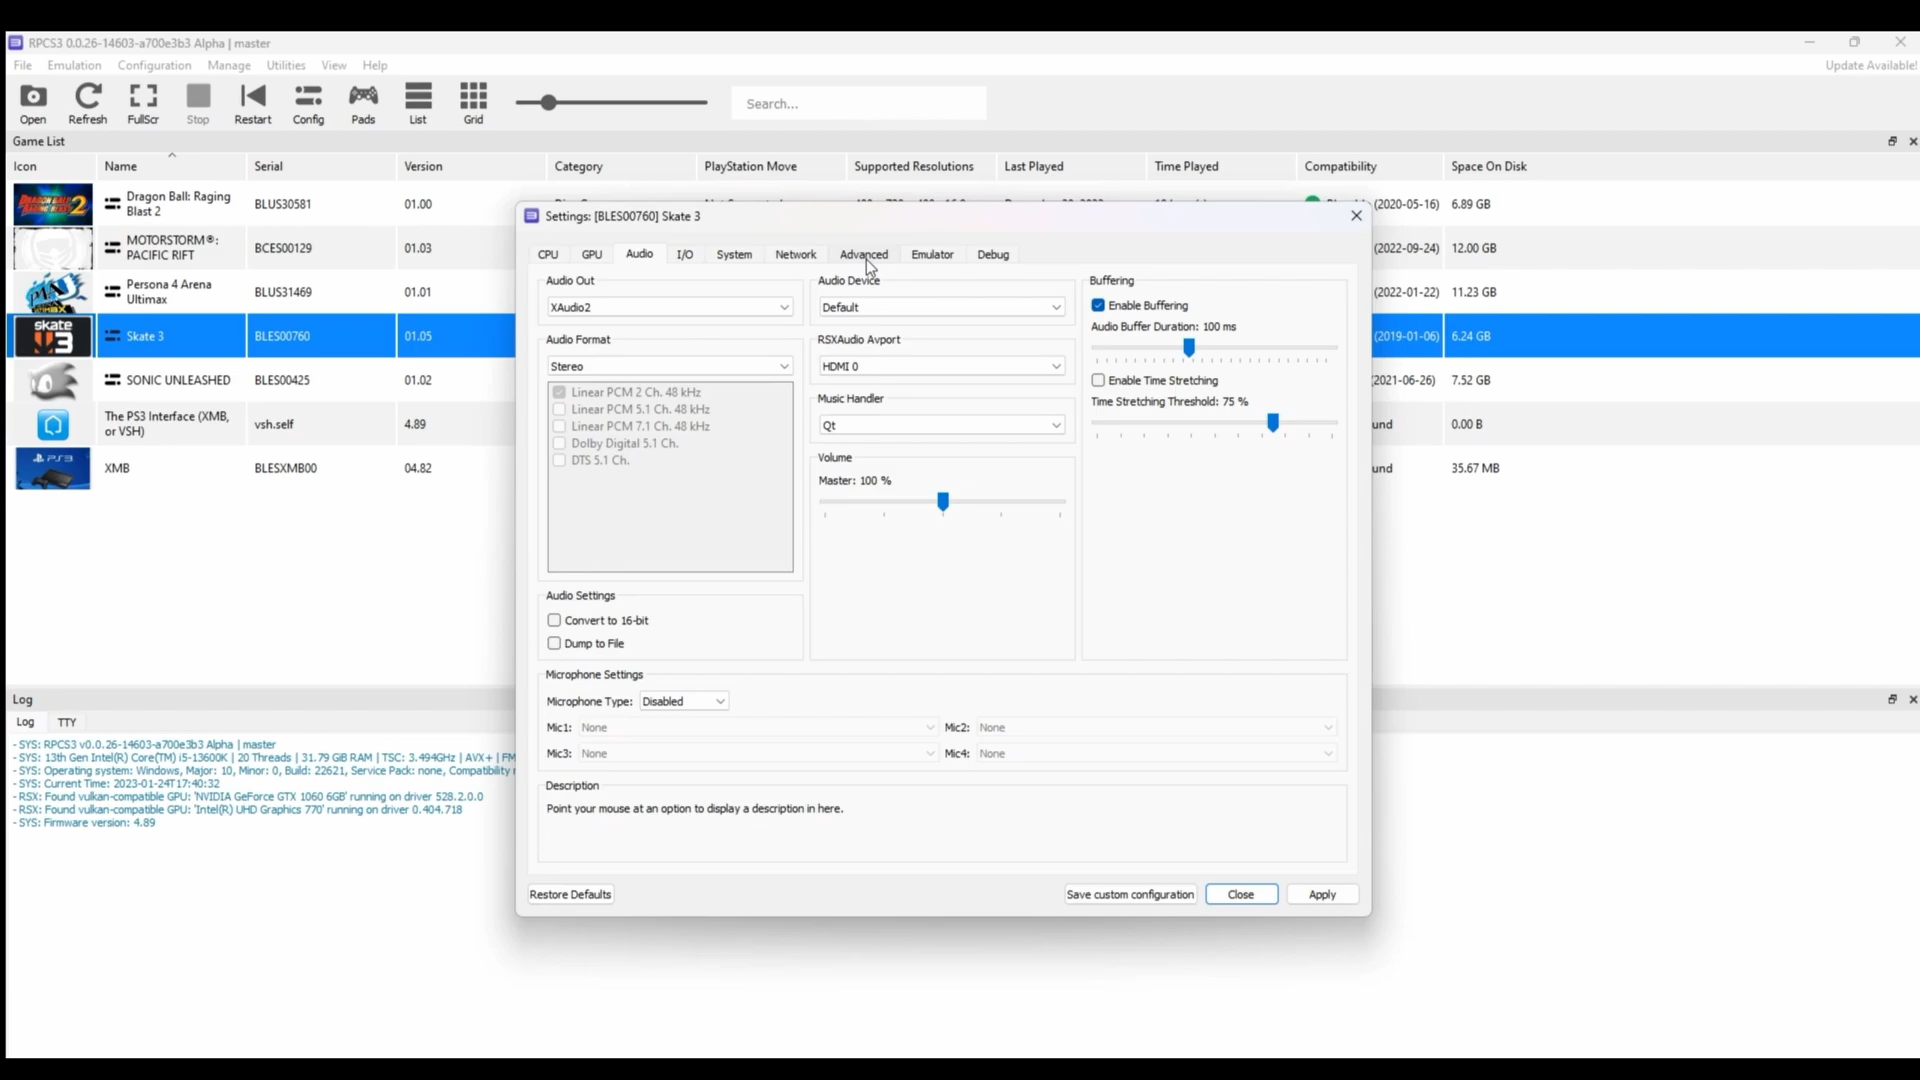 RPCS3 0.0.26-14603-a700e3b3 Alpha | master
File Emulation Configuration Manage Utilities View Help Update Available!
Open Refresh FullScr Stop Restart Config Pads List Grid Search...
Game List
Icon Name Serial Version Category PlayStation Move Supported Resolutions Last Played Time Played Compatibility Space On Disk
Dragon Ball: Raging Blast 2 BLUS30581 01.00 (2020-05-16) 6.89 GB
MOTORSTORM®: PACIFIC RIFT BCES00129 01.03 (2022-09-24) 12.00 GB
Persona 4 Arena Ultimax BLUS31469 01.01 (2022-01-22) 11.23 GB
skate 3
Skate 3 BLES00760 01.05 (2019-01-06) 6.24 GB
SONIC UNLEASHED BLES00425 01.02 2021-06-26) 7.52 GB
The PS3 Interface (XMB, or VSH) vsh.self 4.89 und 0.00 B
PS3
XMB BLESXMB00 04.82 und 35.67 MB
Settings: [BLES00760] Skate 3
CPU GPU Audio I/O System Network Advanced Emulator Debug
Audio Out
XAudio2
Audio Format
Stereo
Linear PCM 2 Ch. 48 kHz
Linear PCM 5.1 Ch. 48 kHz
Linear PCM 7.1 Ch. 48 kHz
Dolby Digital 5.1 Ch.
DTS 5.1 Ch.
Audio Settings
Convert to 16-bit
Dump to File
Audio Device
Default
RSXAudio Avport
HDMI 0
Music Handler
Qt
Volume
Master: 100 %
Buffering
Enable Buffering
Audio Buffer Duration: 100 ms
Enable Time Stretching
Time Stretching Threshold: 75 %
Microphone Settings
Microphone Type: Disabled
Mic1: None Mic2: None
Mic3: None Mic4: None
Description
Point your mouse at an option to display a description in here.
Restore Defaults Save custom configuration Close Apply
Log
Log TTY
- SYS: RPCS3 v0.0.26-14603-a700e3b3 Alpha | master
- SYS: 13th Gen Intel(R) Core(TM) i5-13600K | 20 Threads | 31.79 GiB RAM | TSC: 3.494GHz | AVX+ | FM
- SYS: Operating system: Windows, Major: 10, Minor: 0, Build: 22621, Service Pack: none, Compatibility
- SYS: Current Time: 2023-01-24T17:40:32
- RSX: Found vulkan-compatible GPU: 'NVIDIA GeForce GTX 1060 6GB' running on driver 528.2.0.0
- RSX: Found vulkan-compatible GPU: 'Intel(R) UHD Graphics 770' running on driver 0.404.718
- SYS: Firmware version: 4.89